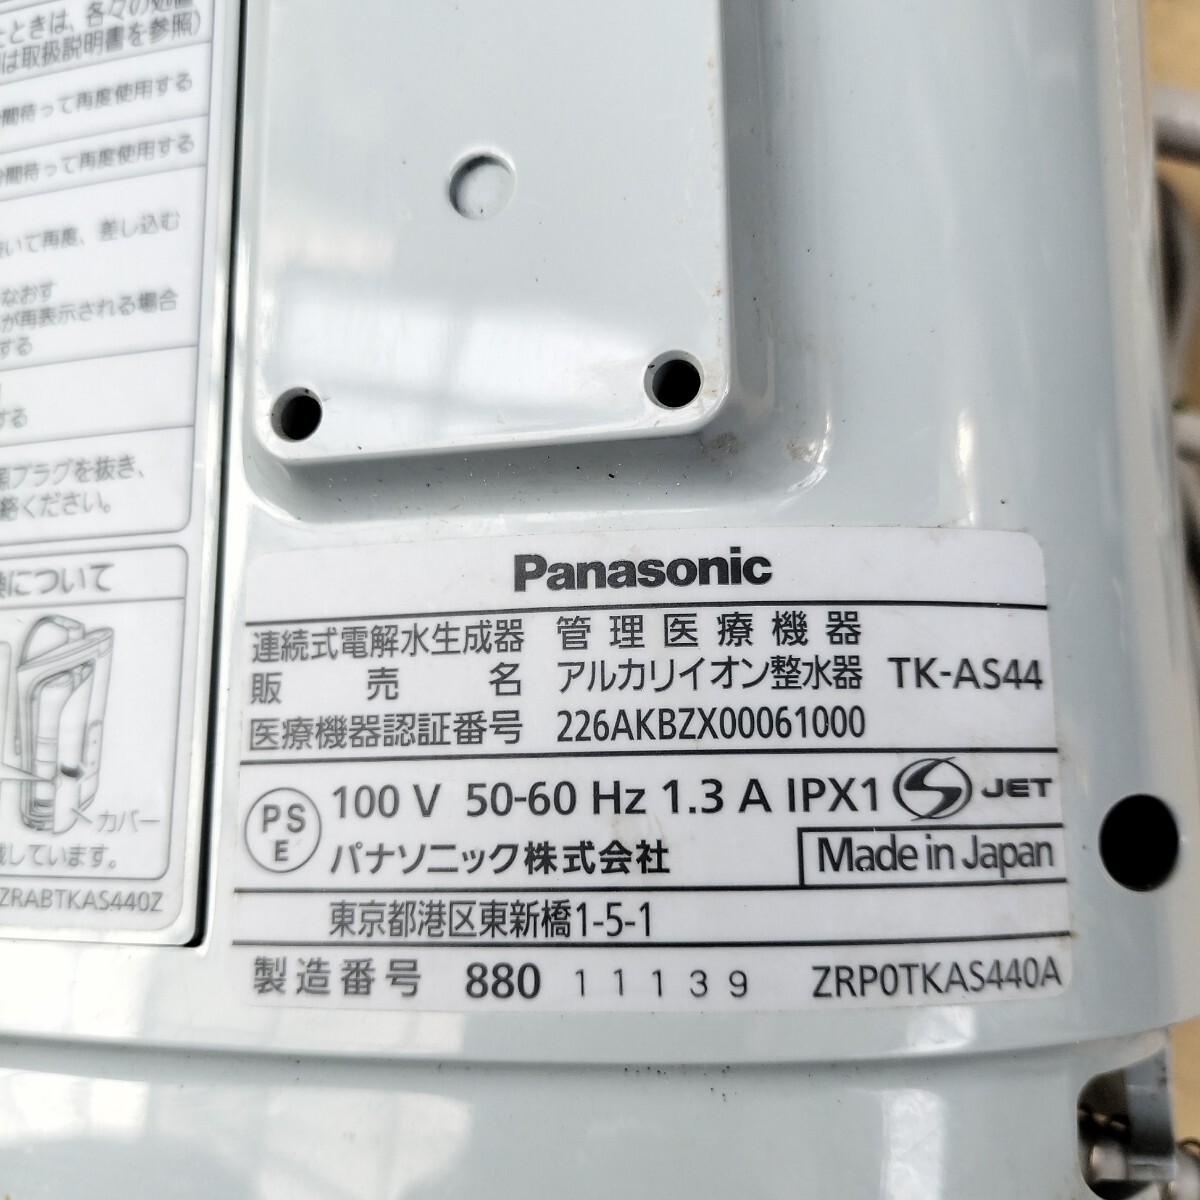 ときは、各々の処置
は取扱説明書を参照)
間待って再度使用する
間待って再度使用する
いて再度、差し込む
なおす
が再表示される場合
する
する
プラグを抜き、
絡ください。
換について
カバー
しています。
ZRABTKAS440Z
Panasonic
連続式電解水生成器 管理医療機器
販売名 アルカリイオン整水器 TK-AS44
医療機器認証番号 226AKBZX00061000
PSE 100 V 50-60 Hz 1.3 A IPX1 S JET
パナソニック株式会社 Made in Japan
東京都港区東新橋1-5-1
製造番号 880 11139 ZRP0TKAS440A